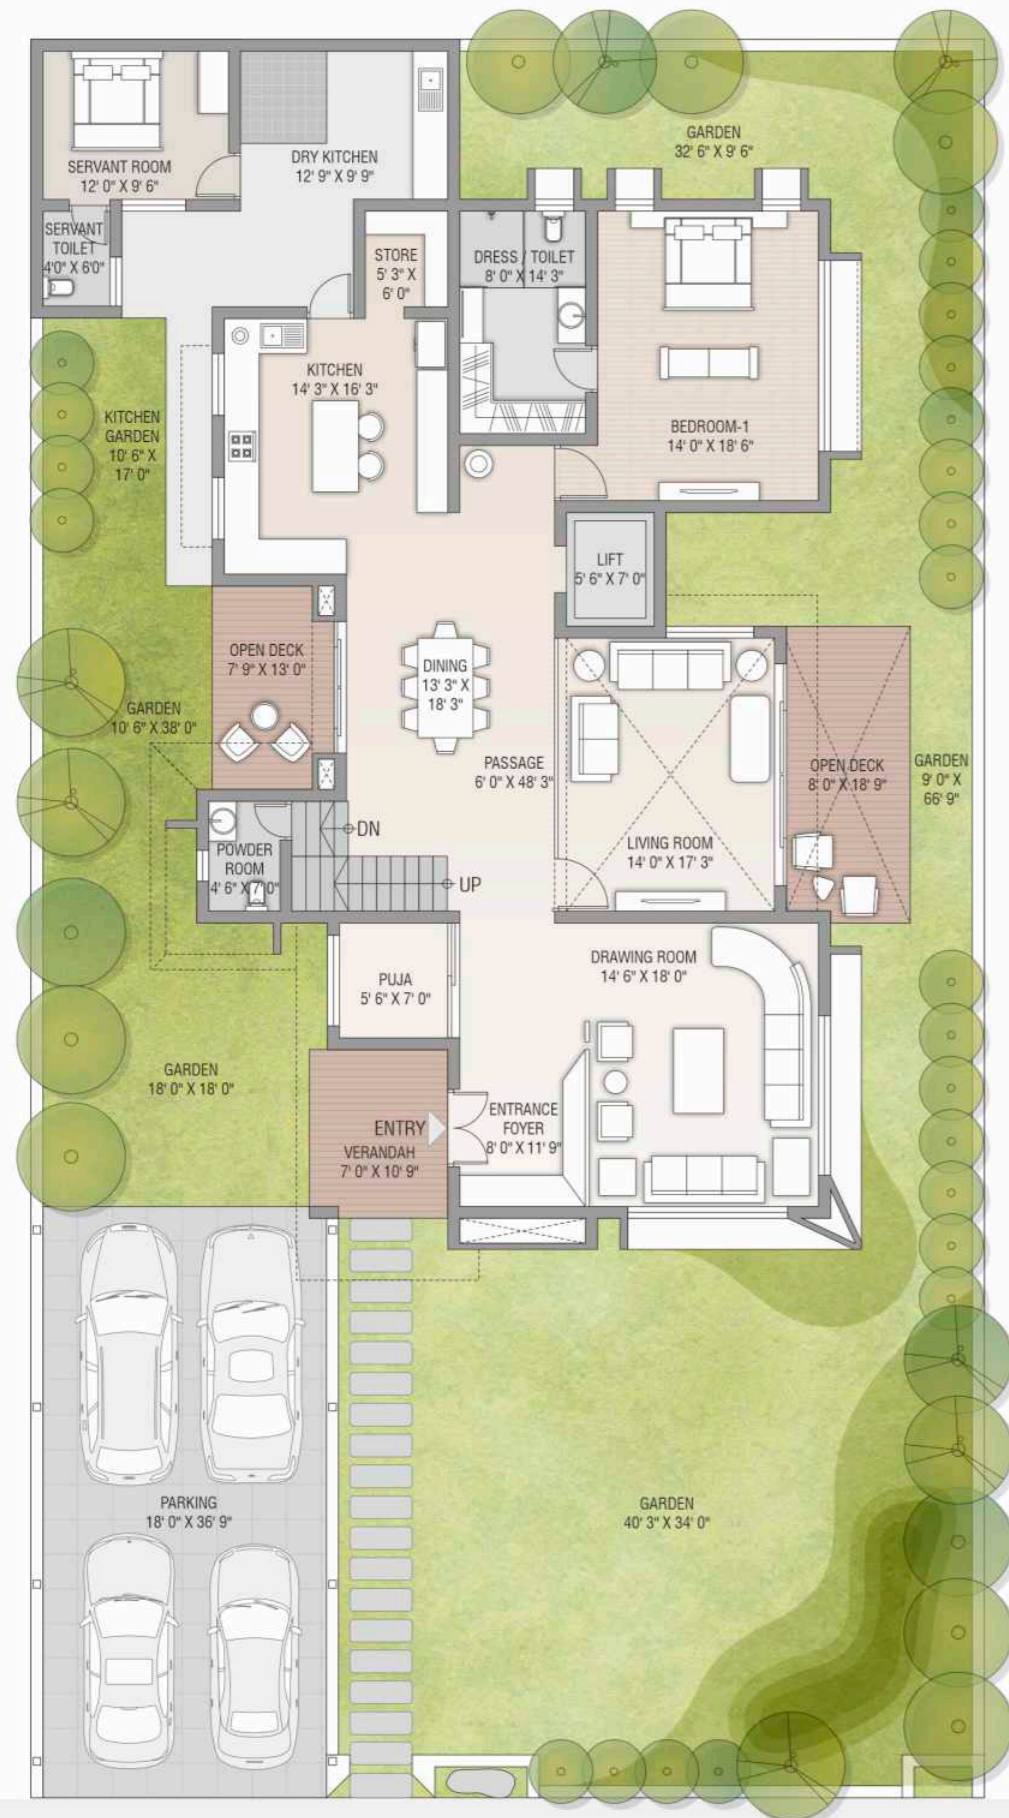 GARDEN
32' 6" X 9' 6"
SERVANT ROOM
12' 0" X 9' 6"
DRY KITCHEN
12' 9" X 9' 9"
SERVANT
TOILET
4'0" X 6'0"
STORE
5' 3" X
6' 0"
DRESS / TOILET
8' 0" X 14' 3"
KITCHEN
14' 3" X 16' 3"
KITCHEN
GARDEN
10' 6" X
17' 0"
BEDROOM-1
14' 0" X 18' 6"
LIFT
5' 6" X 7' 0"
OPEN DECK
7' 9" X 13' 0"
DINING
13' 3" X
18' 3"
GARDEN
10' 6" X 38' 0"
PASSAGE
6' 0" X 48' 3"
OPEN DECK
8' 0" X 18' 9"
GARDEN
9' 0" X
66' 9"
DN
LIVING ROOM
14' 0" X 17' 3"
POWDER
ROOM
4' 6" X 7' 0"
UP
DRAWING ROOM
14' 6" X 18' 0"
PUJA
5' 6" X 7' 0"
GARDEN
18' 0" X 18' 0"
ENTRY
VERANDAH
7' 0" X 10' 9"
ENTRANCE
FOYER
8' 0" X 11' 9"
PARKING
18' 0" X 36' 9"
GARDEN
40' 3" X 34' 0"